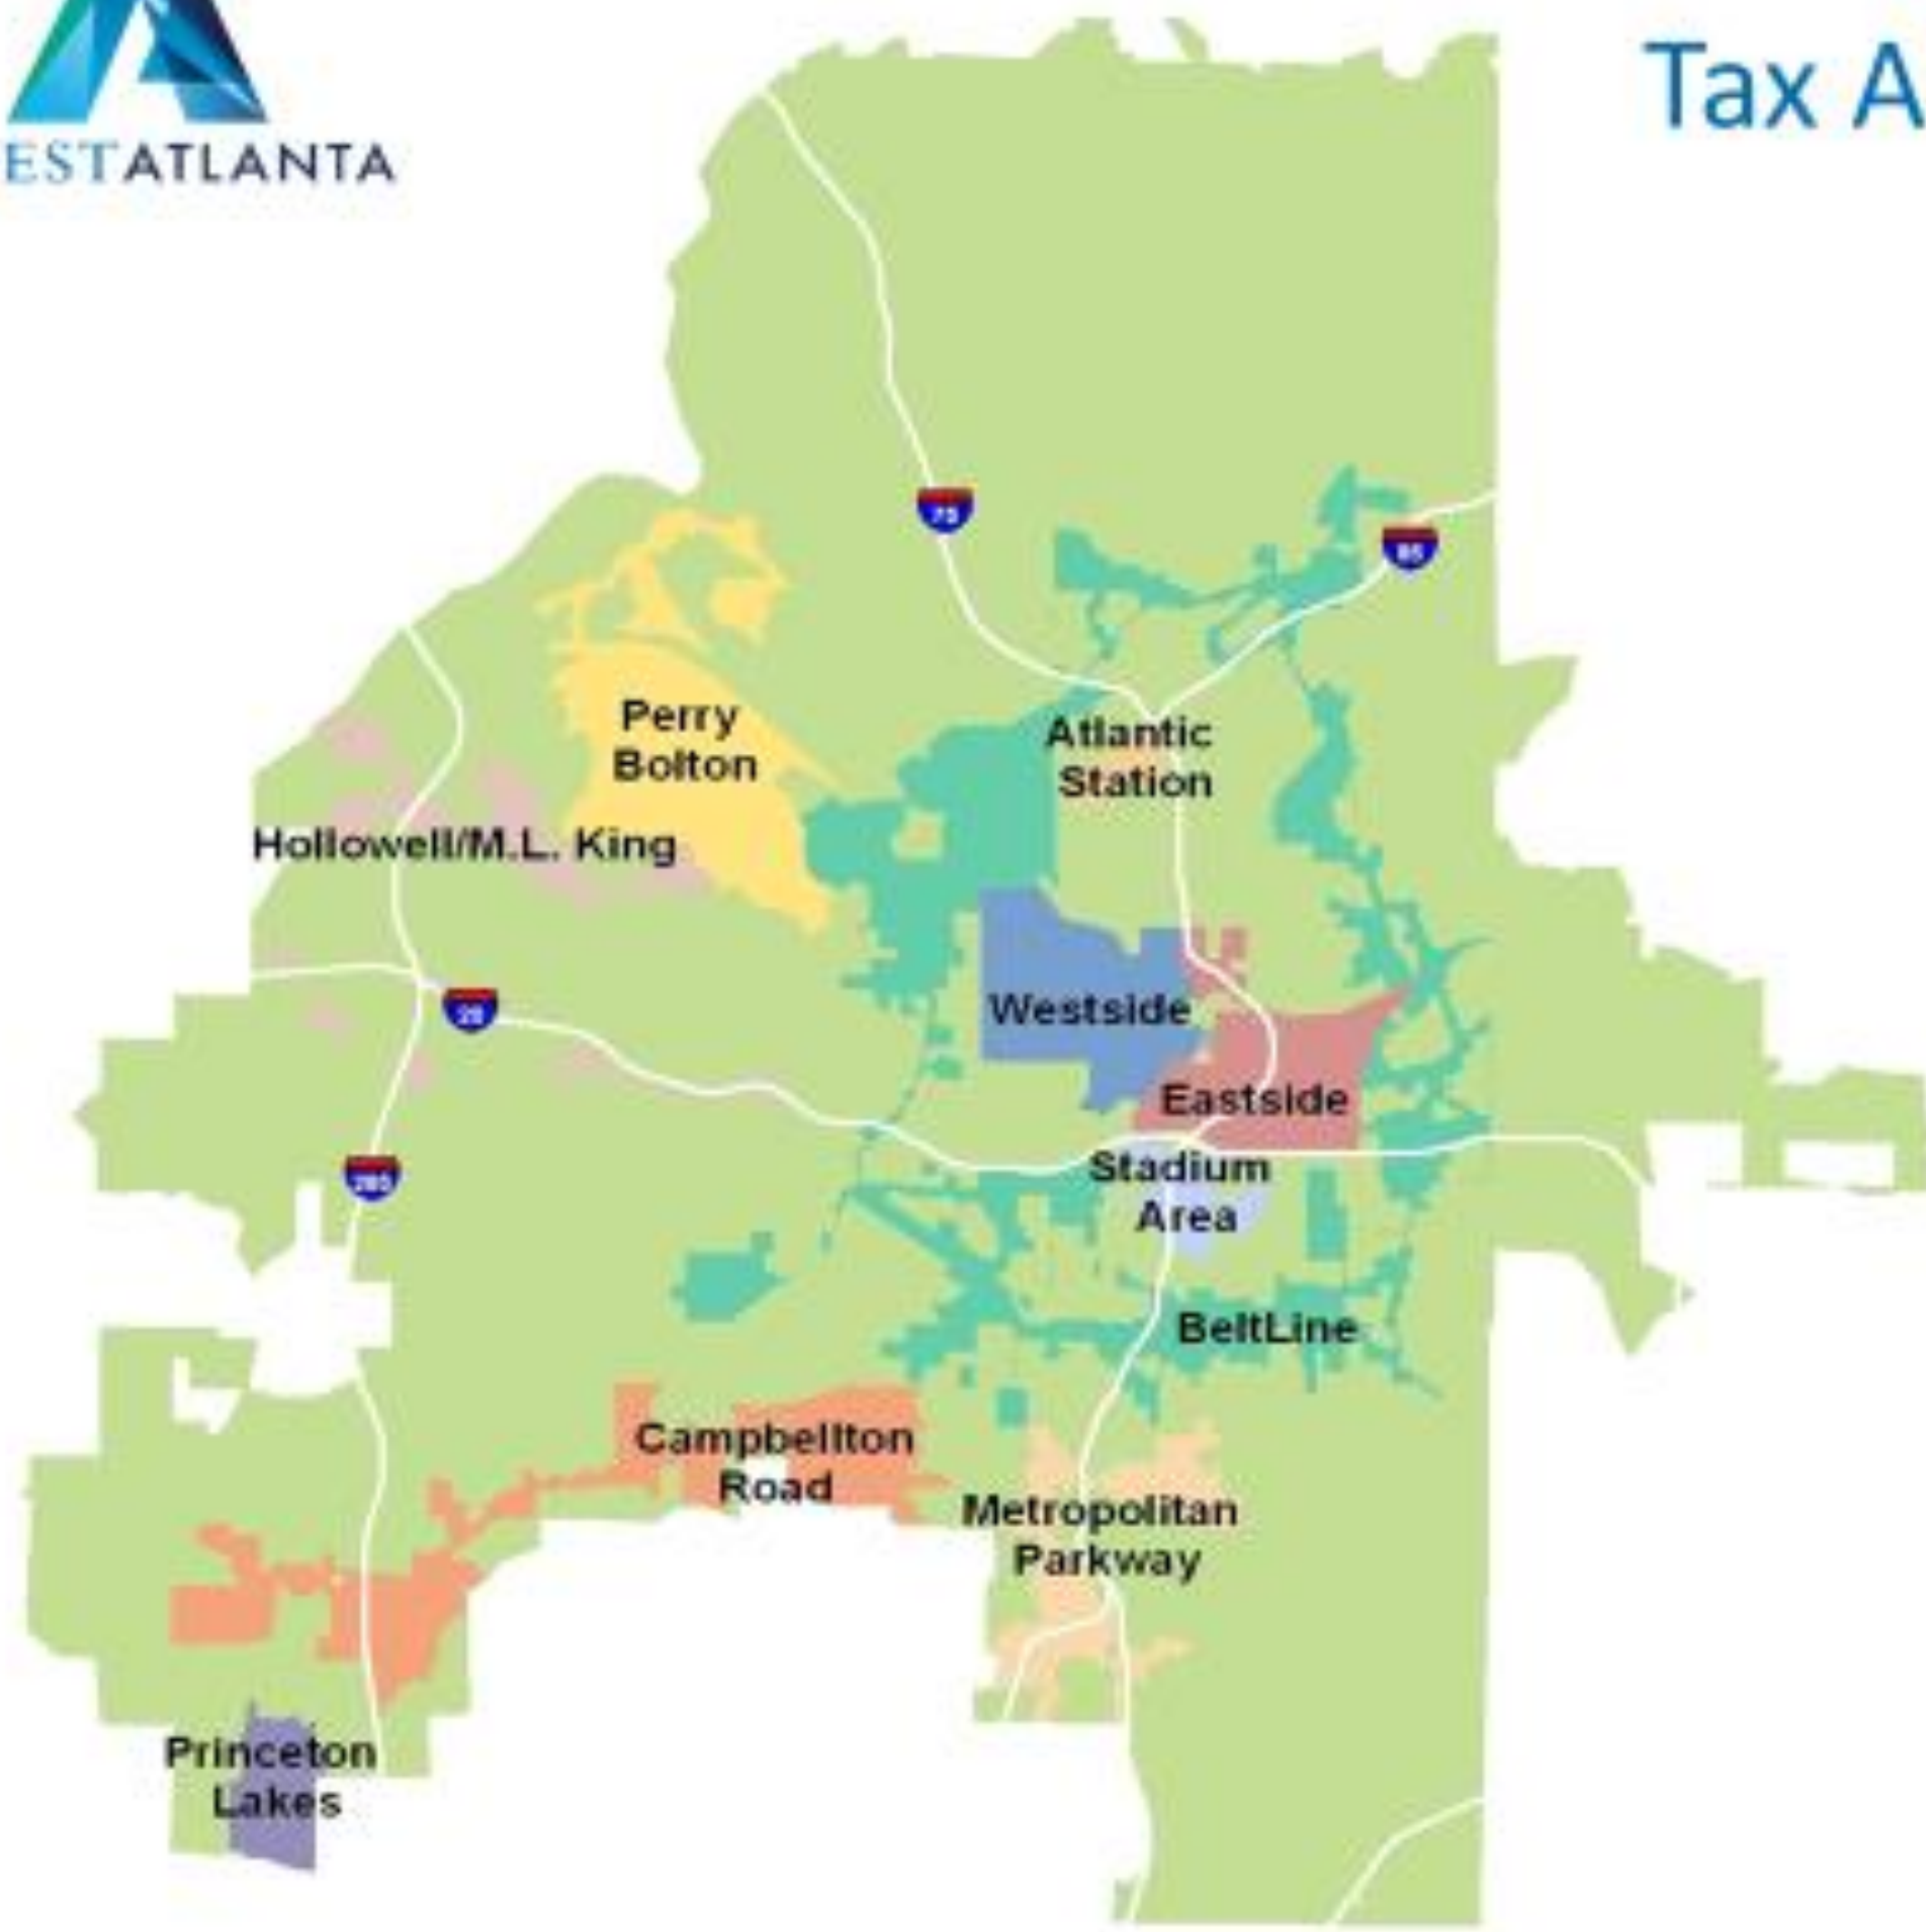 Tax A
ESTATLANTA
75
85
Perry
Bolton
Atlantic
Station
Hollowell/M.L. King
20
Westside
Eastside
285
Stadium
Area
BeltLine
Campbellton
Road
Metropolitan
Parkway
Princeton
Lakes